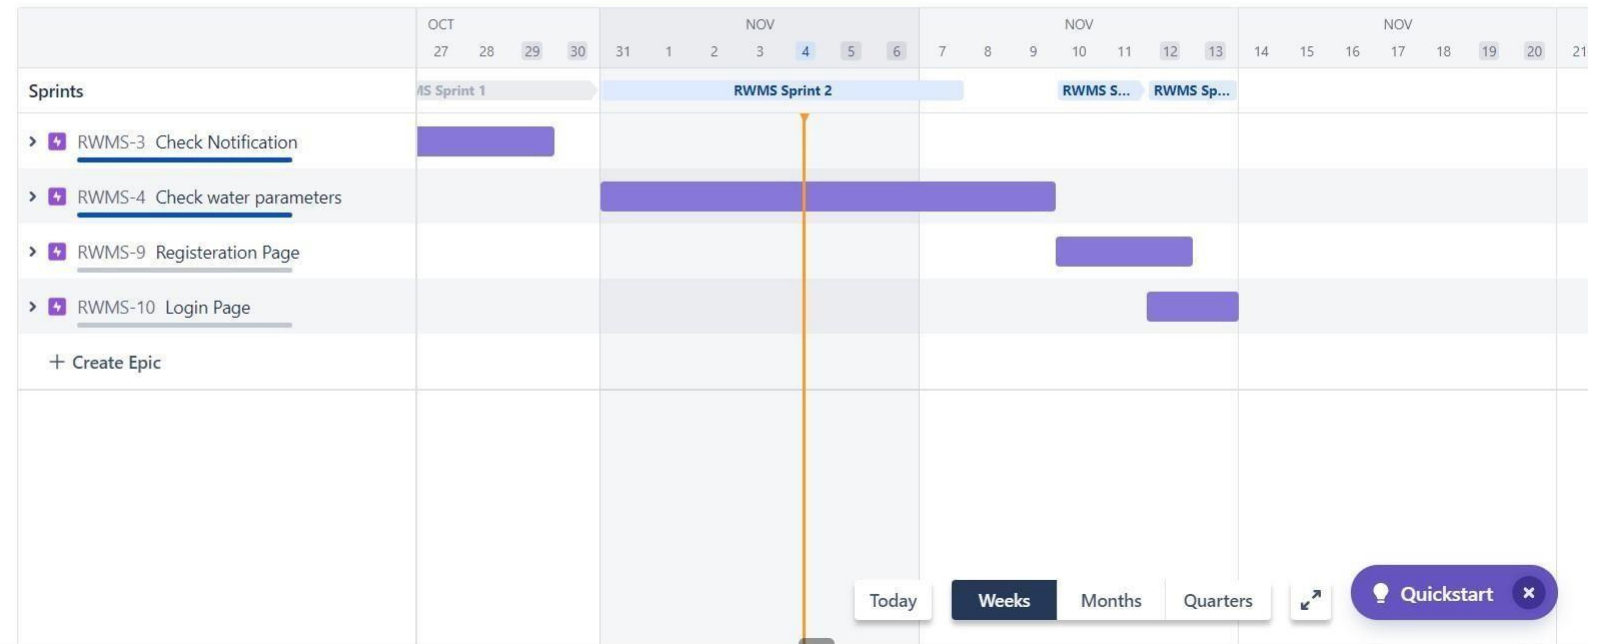 OCT NOV NOV NOV
27 28 29 30 31 1 2 3 4 5 6 7 8 9 10 11 12 13 14 15 16 17 18 19 20 21
Sprints MS Sprint 1 RWMS Sprint 2 RWMS S... RWMS Sp...
RWMS-3 Check Notification
RWMS-4 Check water parameters
RWMS-9 Registeration Page
RWMS-10 Login Page
+ Create Epic
Today Weeks Months Quarters Quickstart